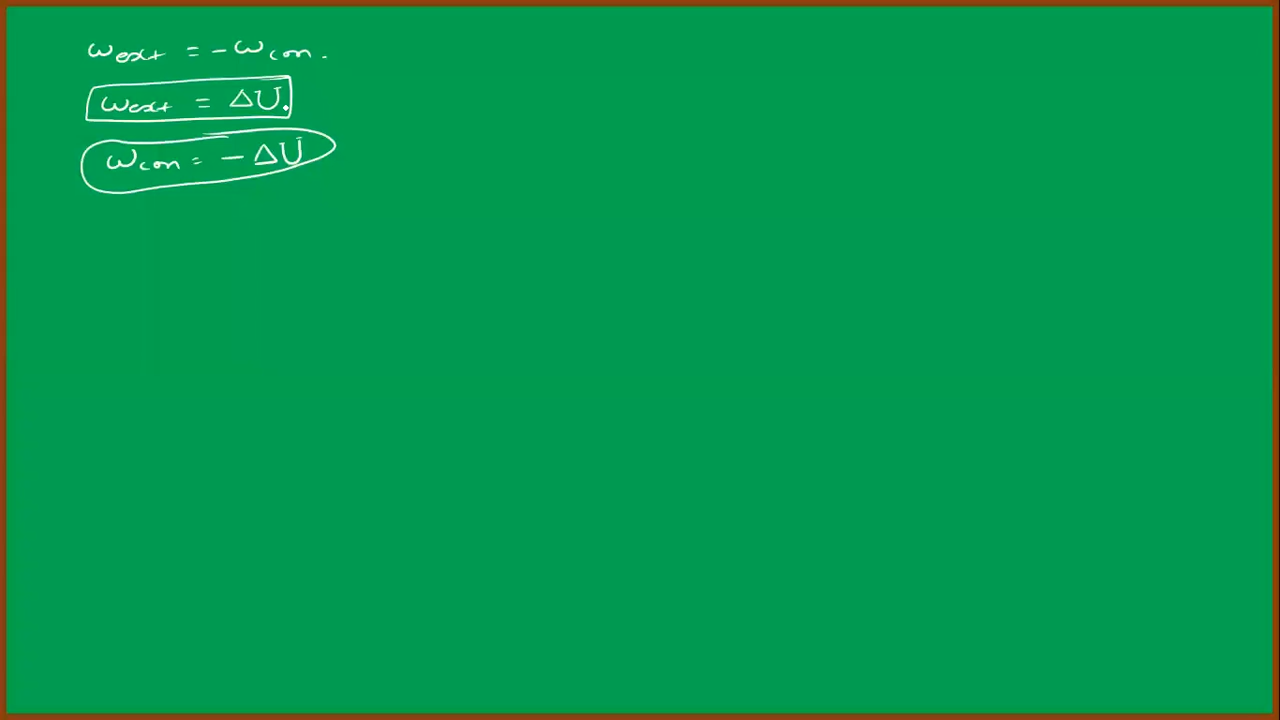 wext = -wcon.
wext = ΔU.
wcon = -ΔU